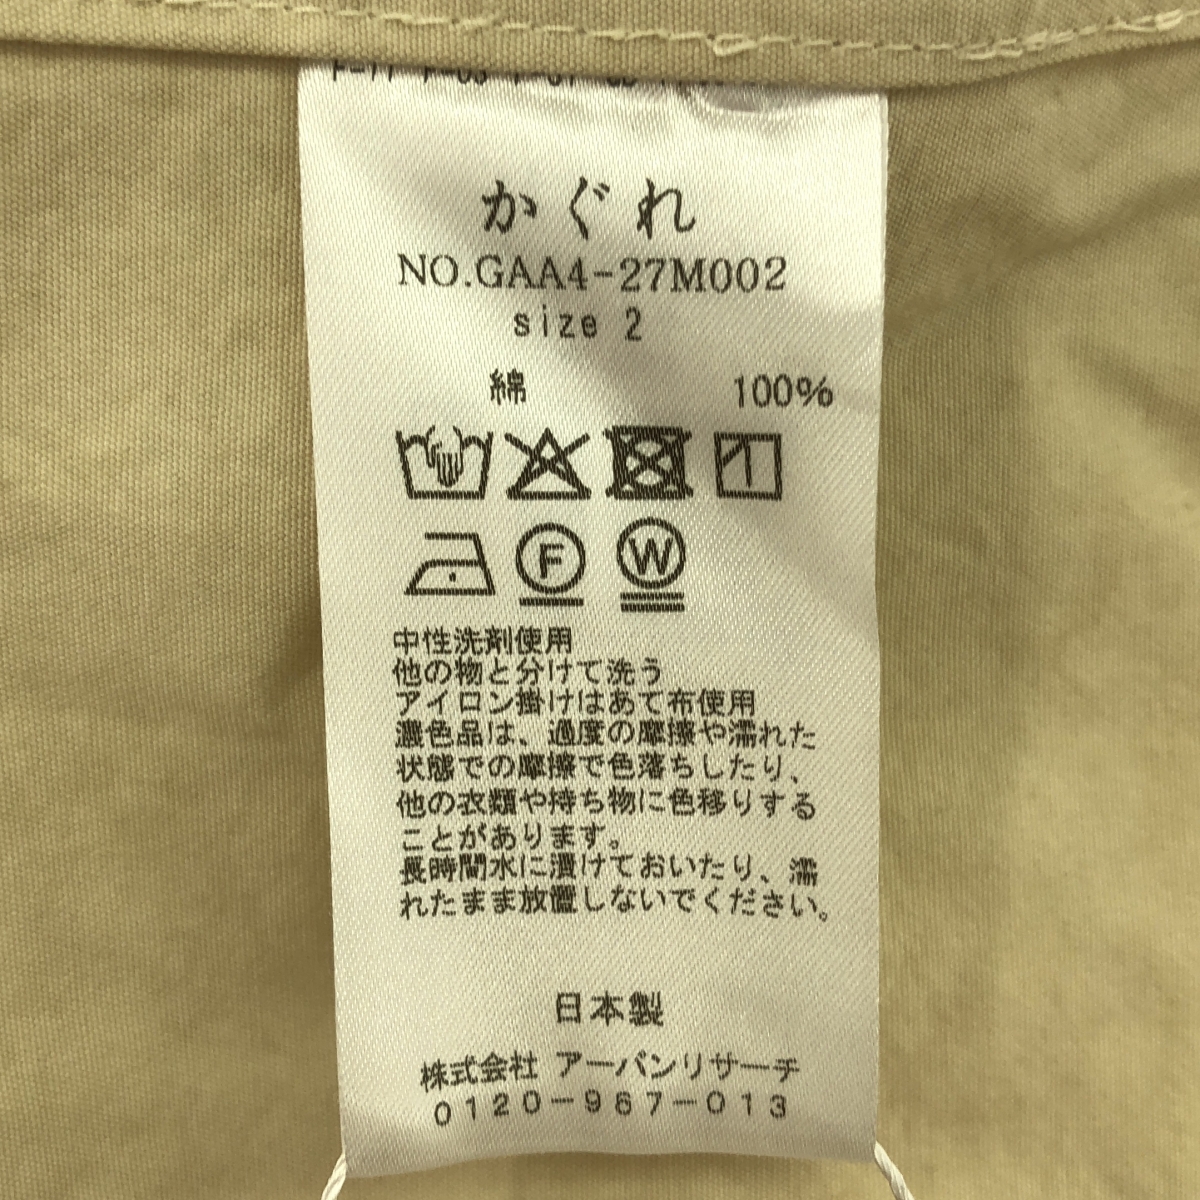 かぐれ
NO.GAA4-27M002
size 2
綿 100%
F W
中性洗剤使用
他の物と分けて洗う
アイロン掛けはあて布使用
濃色品は、過度の摩擦や濡れた
状態での摩擦で色落ちしたり、
他の衣類や持ち物に色移りする
ことがあります。
長時間水に漬けておいたり、濡
れたまま放置しないでください。
日本製
株式会社 アーバンリサーチ
0120-967-013